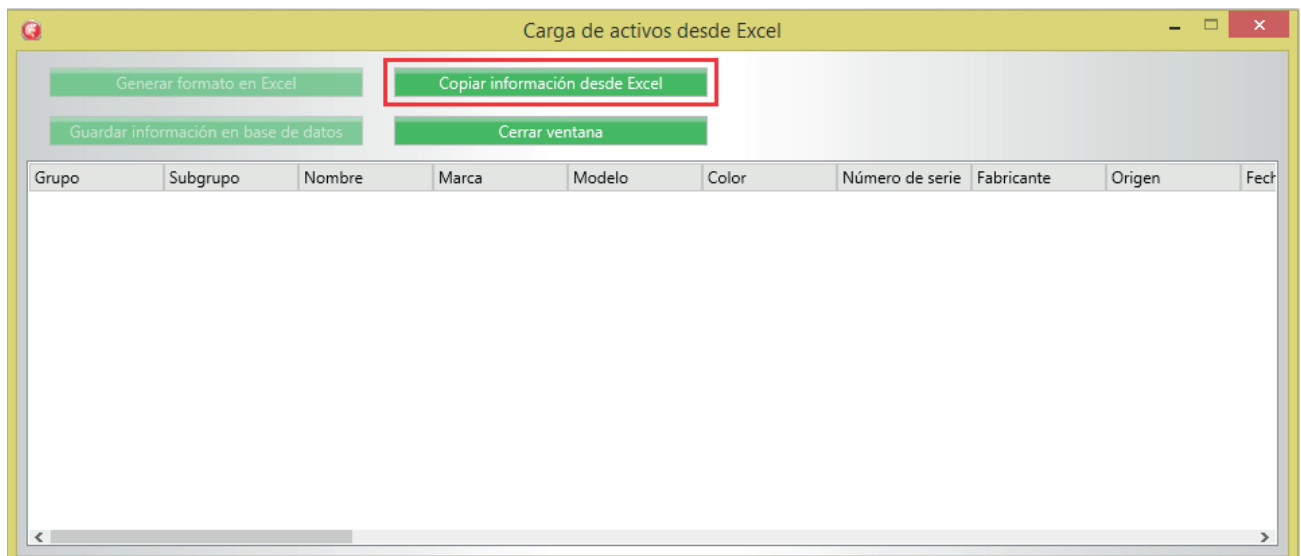 Carga de activos desde Excel
Generar formato en Excel
Copiar información desde Excel
Guardar información en base de datos
Cerrar ventana
Grupo Subgrupo Nombre Marca Modelo Color Número de serie Fabricante Origen Fech